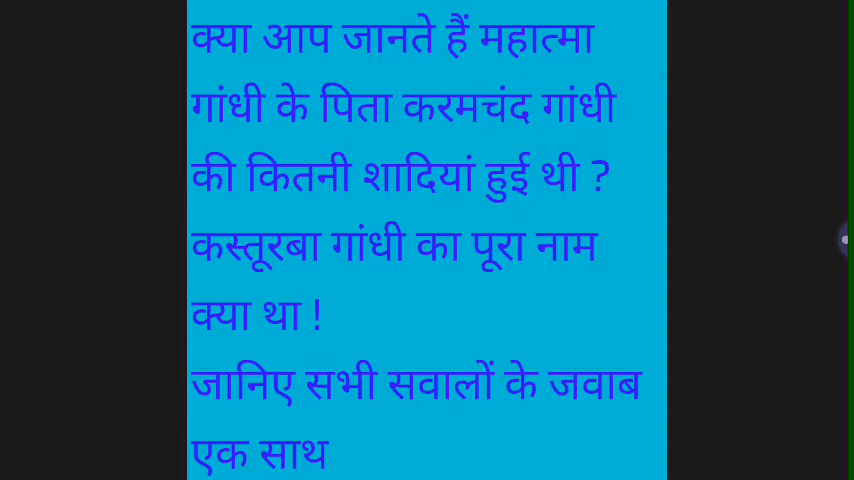 क्या आप जानते हैं महात्मा
गांधी के पिता करमचंद गांधी
की कितनी शादियां हुई थी ?
कस्तूरबा गांधी का पूरा नाम
क्या था !
जानिए सभी सवालों के जवाब
एक साथ